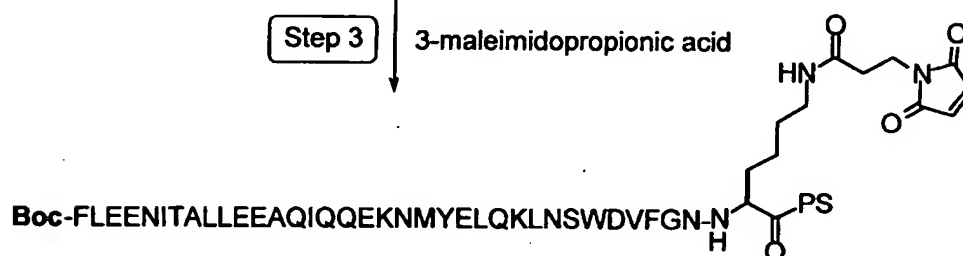 Step 3 3-maleimidopropionic acid
O
O
HN
N
O
Boc-FLEENITALLEEAQIQQEKNMYELQKLNSWDVFGN-N
H
PS
O